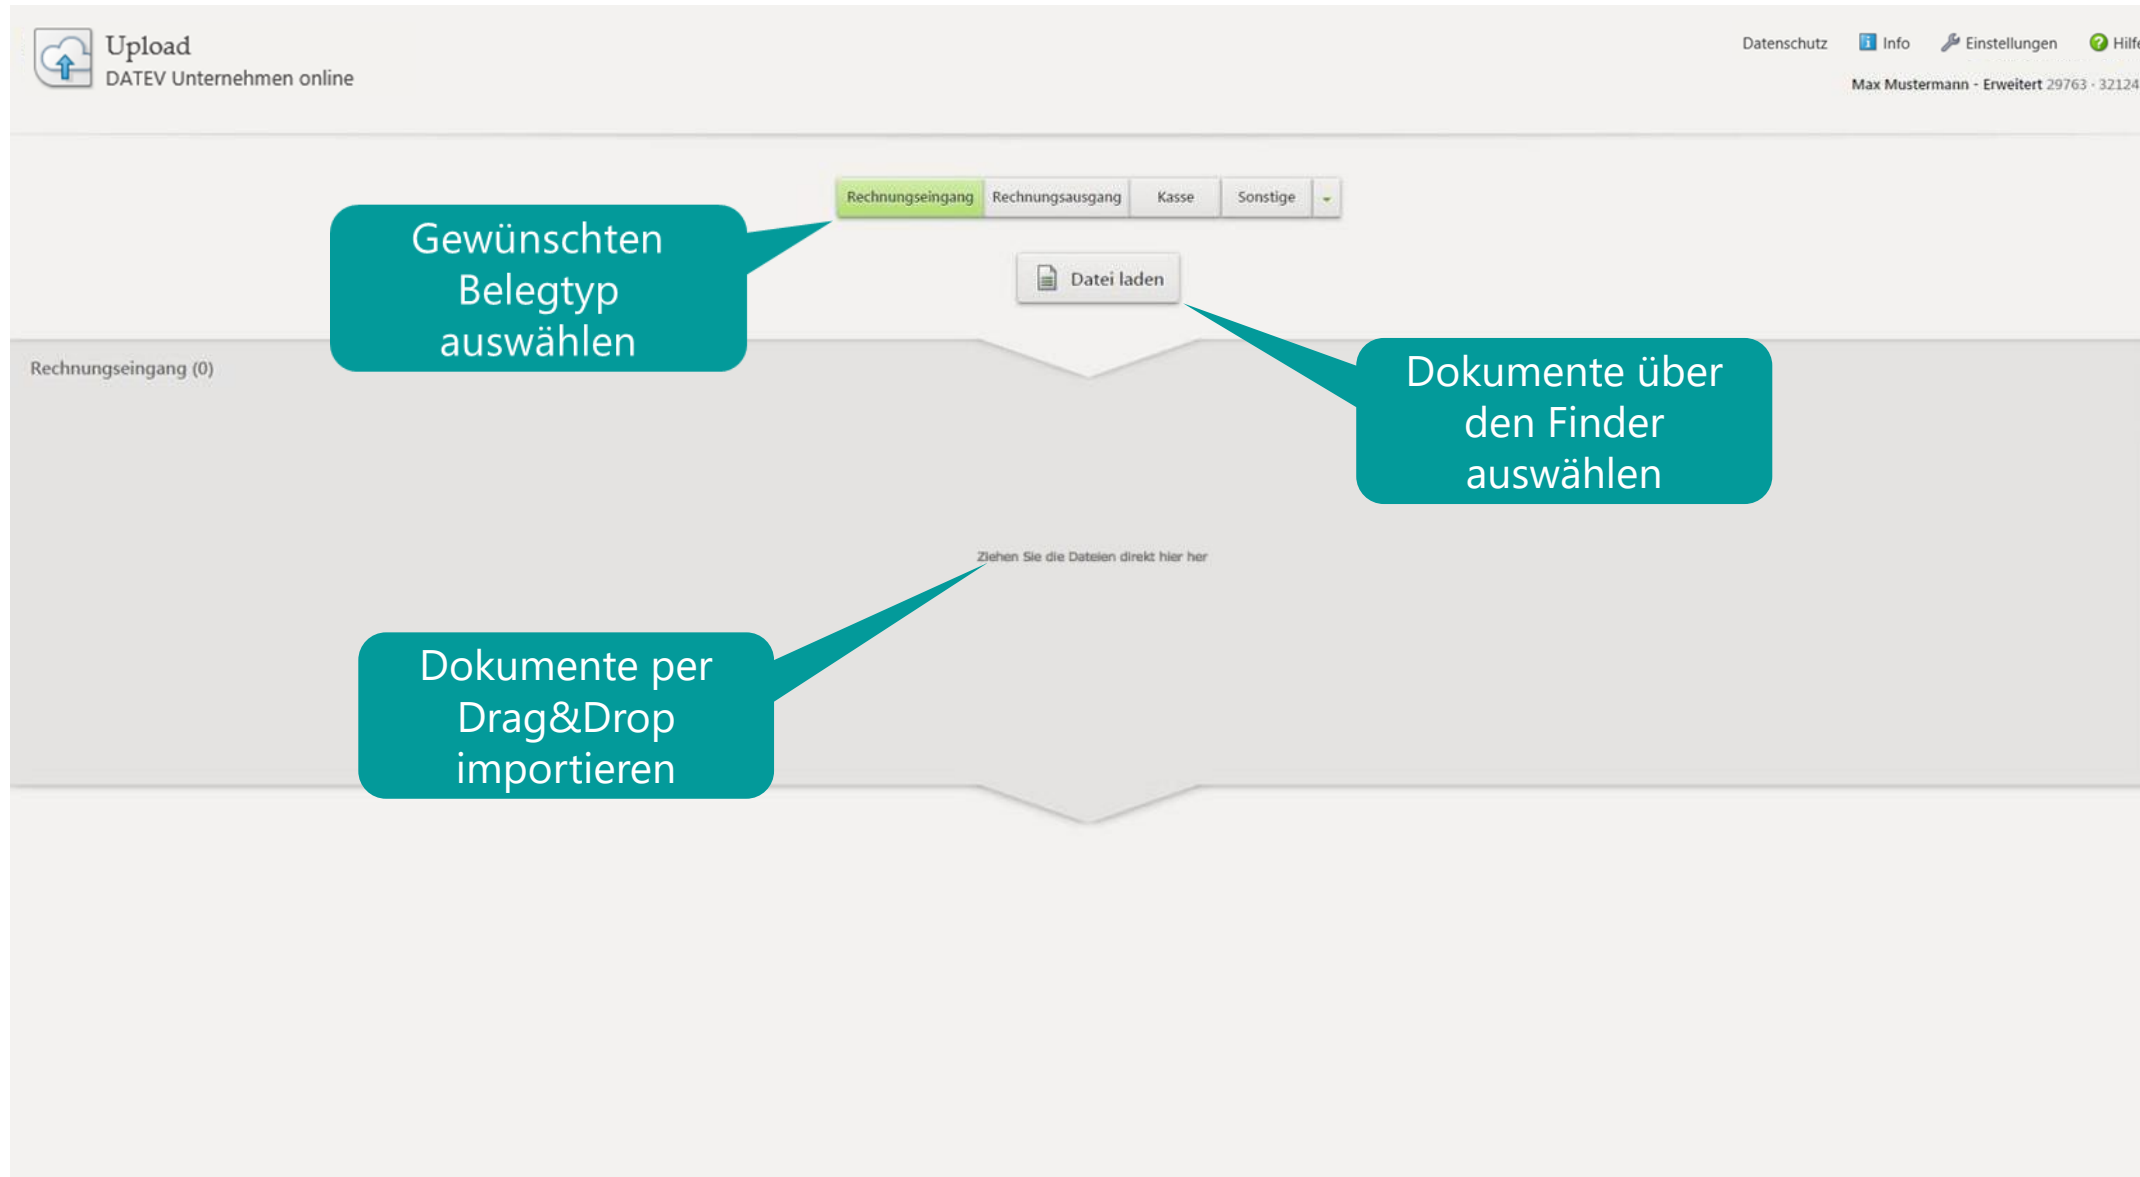 Upload
DATEV Unternehmen online
Datenschutz Info Einstellungen Hilfe
Max Mustermann - Erweitert 29763 · 32124
Rechnungseingang Rechnungsausgang Kasse Sonstige
Gewünschten
Belegtyp
auswählen
Datei laden
Rechnungseingang (0)
Dokumente über
den Finder
auswählen
Ziehen Sie die Dateien direkt hier her
Dokumente per
Drag&Drop
importieren